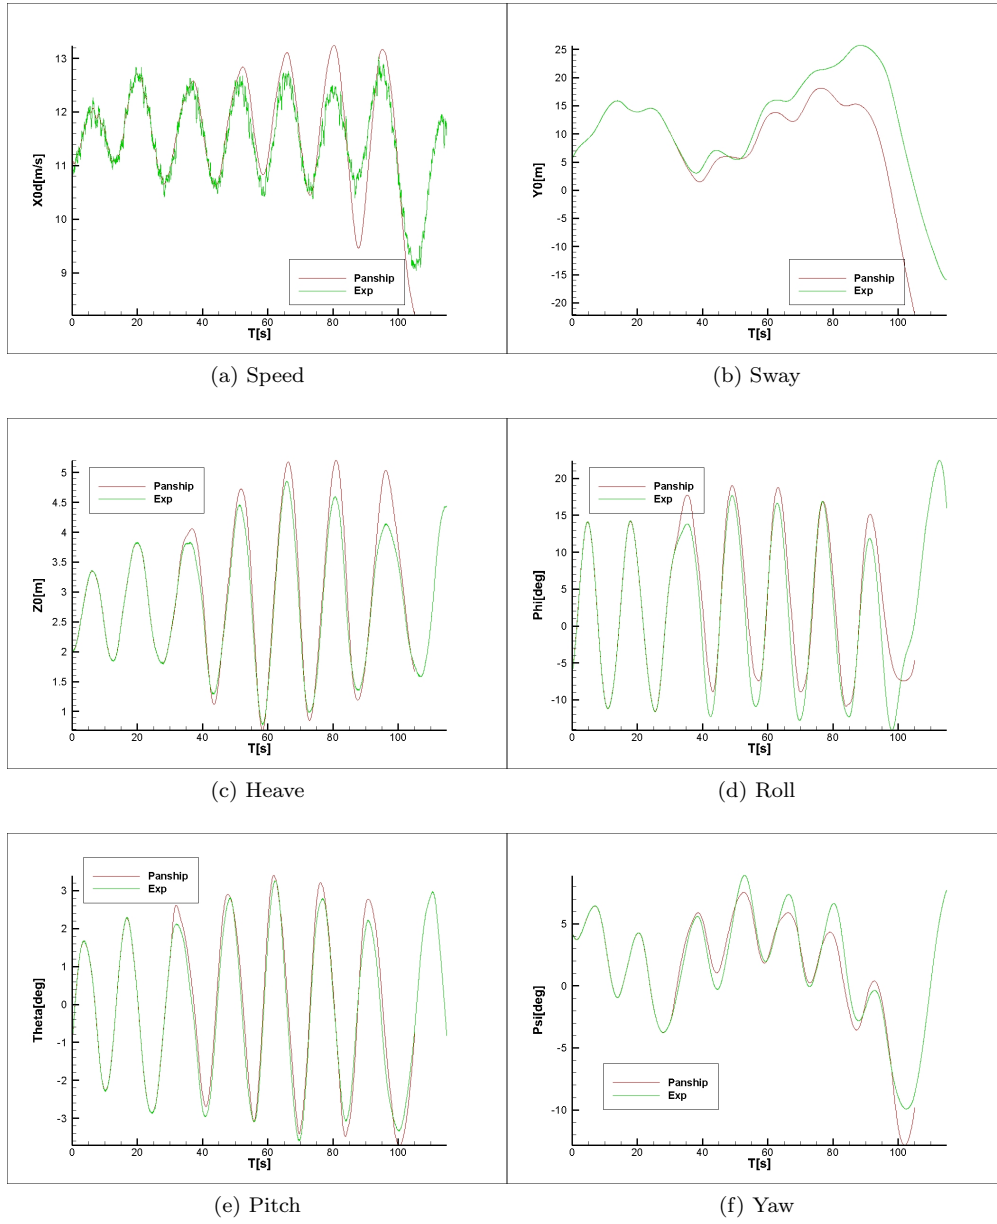 13
12
11
10
9
X0d[m/s]
Panship
Exp
0 20 40 60 80 100
T[s]
(a) Speed
25
20
15
10
5
0
-5
-10
-15
-20
Y0[m]
Panship
Exp
0 20 40 60 80 100
T[s]
(b) Sway
5
4.5
4
3.5
3
2.5
2
1.5
1
Z0[m]
Panship
Exp
0 20 40 60 80 100
T[s]
(c) Heave
20
15
10
5
0
-5
-10
Phi[deg]
Panship
Exp
0 20 40 60 80 100
T[s]
(d) Roll
3
2
1
0
-1
-2
-3
Theta[deg]
Panship
Exp
0 20 40 60 80 100
T[s]
(e) Pitch
5
0
-5
-10
Psi[deg]
Panship
Exp
0 20 40 60 80 100
T[s]
(f) Yaw